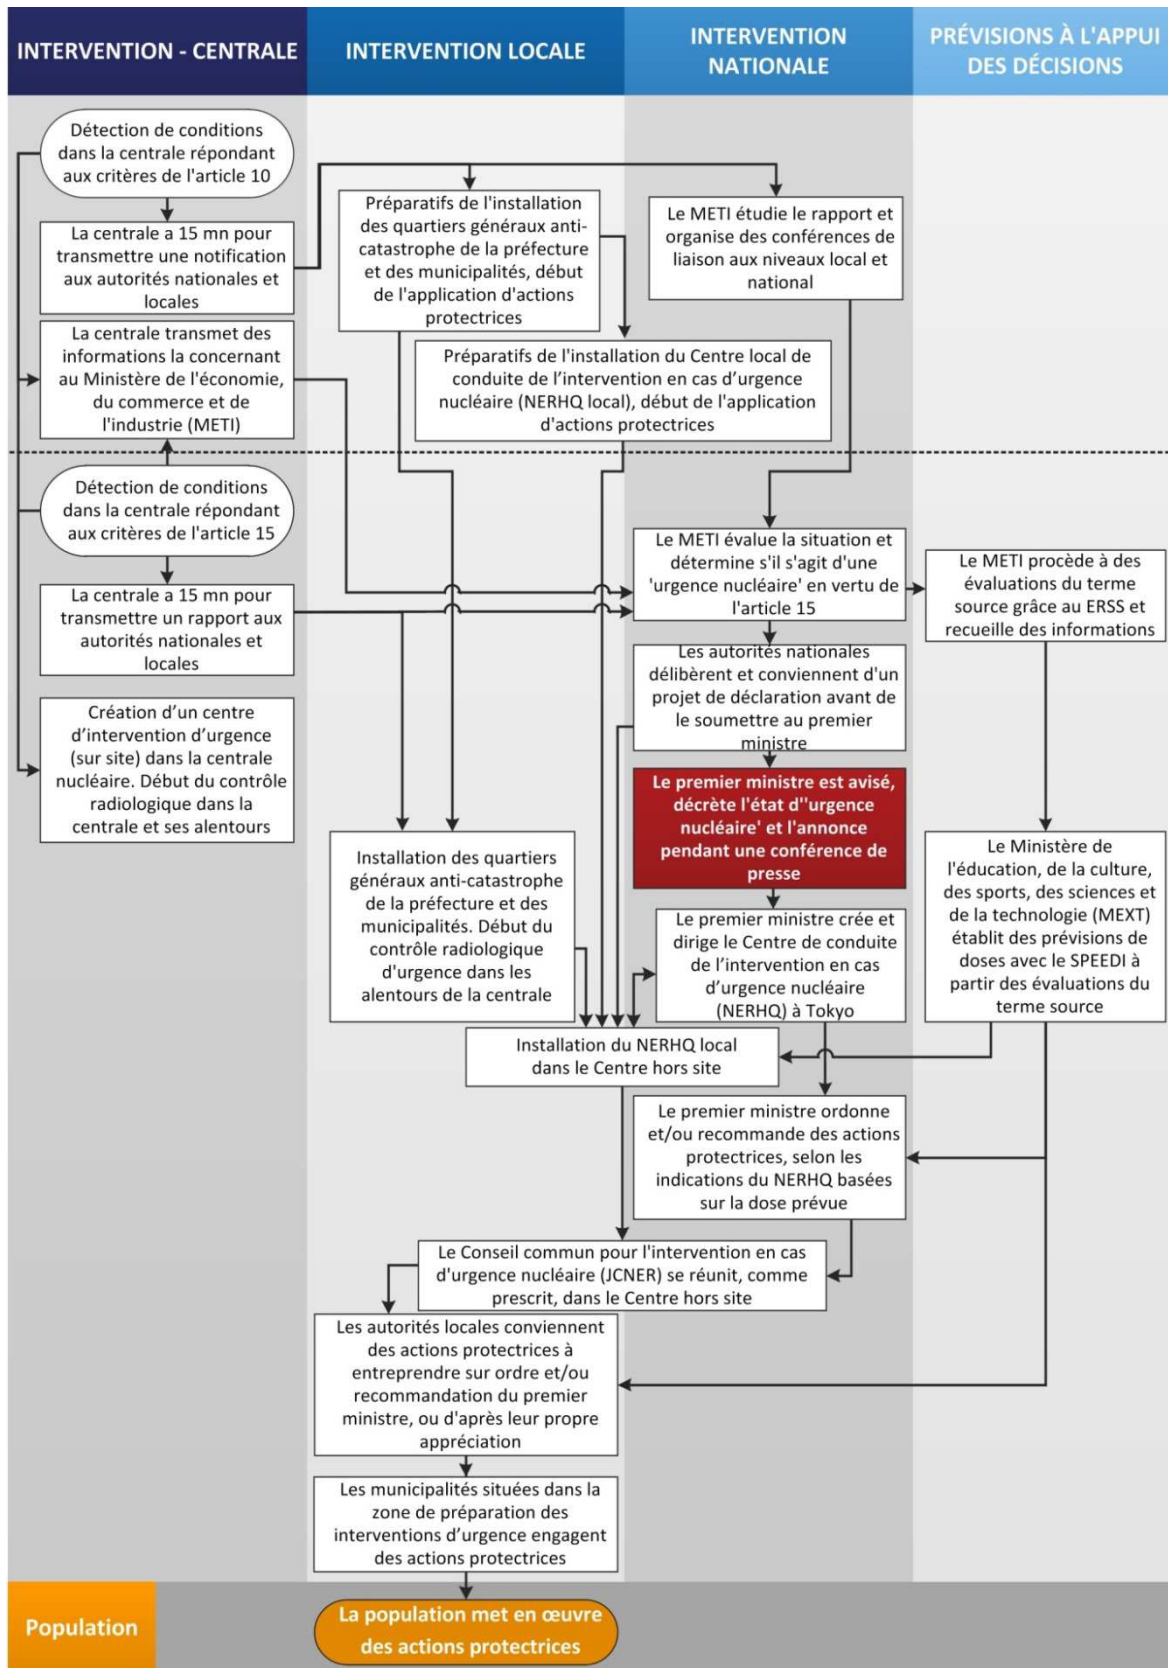 INTERVENTION - CENTRALE
INTERVENTION LOCALE
INTERVENTION
NATIONALE
PRÉVISIONS À L'APPUI
DES DÉCISIONS
Détection de conditions
dans la centrale répondant
aux critères de l'article 10
La centrale a 15 mn pour
transmettre une notification
aux autorités nationales et
locales
Préparatifs de l'installation
des quartiers généraux anti-
catastrophe de la préfecture
et des municipalités, début
de l'application d'actions
protectrices
Le METI étudie le rapport et
organise des conférences de
liaison aux niveaux local et
national
La centrale transmet des
informations la concernant
au Ministère de l'économie,
du commerce et de
l'industrie (METI)
Préparatifs de l'installation du Centre local de
conduite de l’intervention en cas d’urgence
nucléaire (NERHQ local), début de l'application
d'actions protectrices
Détection de conditions
dans la centrale répondant
aux critères de l'article 15
La centrale a 15 mn pour
transmettre un rapport aux
autorités nationales et
locales
Le METI évalue la situation et
détermine s'il s'agit d'une
'urgence nucléaire' en vertu de
l'article 15
Le METI procède à des
évaluations du terme
source grâce au ERSS et
recueille des informations
Les autorités nationales
délibèrent et conviennent d'un
projet de déclaration avant de
le soumettre au premier
ministre
Création d’un centre
d’intervention d’urgence
(sur site) dans la centrale
nucléaire. Début du contrôle
radiologique dans la
centrale et ses alentours
Le premier ministre est avisé,
décrète l'état d''urgence
nucléaire' et l'annonce
pendant une conférence de
presse
Installation des quartiers
généraux anti-catastrophe
de la préfecture et des
municipalités. Début du
contrôle radiologique
d'urgence dans les
alentours de la centrale
Le Ministère de
l'éducation, de la culture,
des sports, des sciences et
de la technologie (MEXT)
établit des prévisions de
doses avec le SPEEDI à
partir des évaluations du
terme source
Le premier ministre crée et
dirige le Centre de conduite
de l’intervention en cas
d’urgence nucléaire
(NERHQ) à Tokyo
Installation du NERHQ local
dans le Centre hors site
Le premier ministre ordonne
et/ou recommande des actions
protectrices, selon les
indications du NERHQ basées
sur la dose prévue
Le Conseil commun pour l'intervention en cas
d'urgence nucléaire (JCNER) se réunit, comme
prescrit, dans le Centre hors site
Les autorités locales conviennent
des actions protectrices à
entreprendre sur ordre et/ou
recommandation du premier
ministre, ou d'après leur propre
appréciation
Les municipalités situées dans la
zone de préparation des
interventions d’urgence engagent
des actions protectrices
Population
La population met en œuvre
des actions protectrices